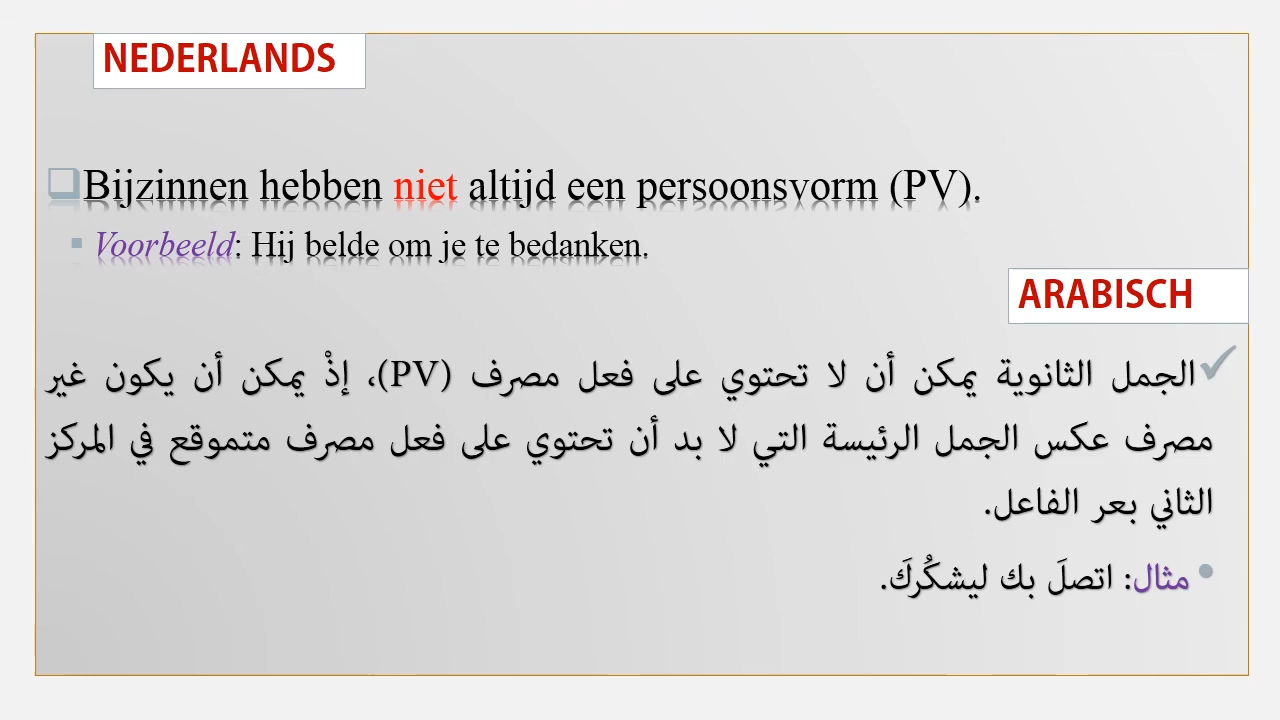 NEDERLANDS
Bijzinnen hebben niet altijd een persoonsvorm (PV).
Voorbeeld: Hij belde om je te bedanken.
ARABISCH
الجمل الثانوية يمكن أن لا تحتوي على فعل مصرف (PV)، إذْ يمكن أن يكون غير
مصرف عكس الجمل الرئيسة التي لا بد أن تحتوي على فعل مصرف متموقع في المركز
الثاني بعر الفاعل.
مثال: اتصلَ بك ليشكُرَكَ.